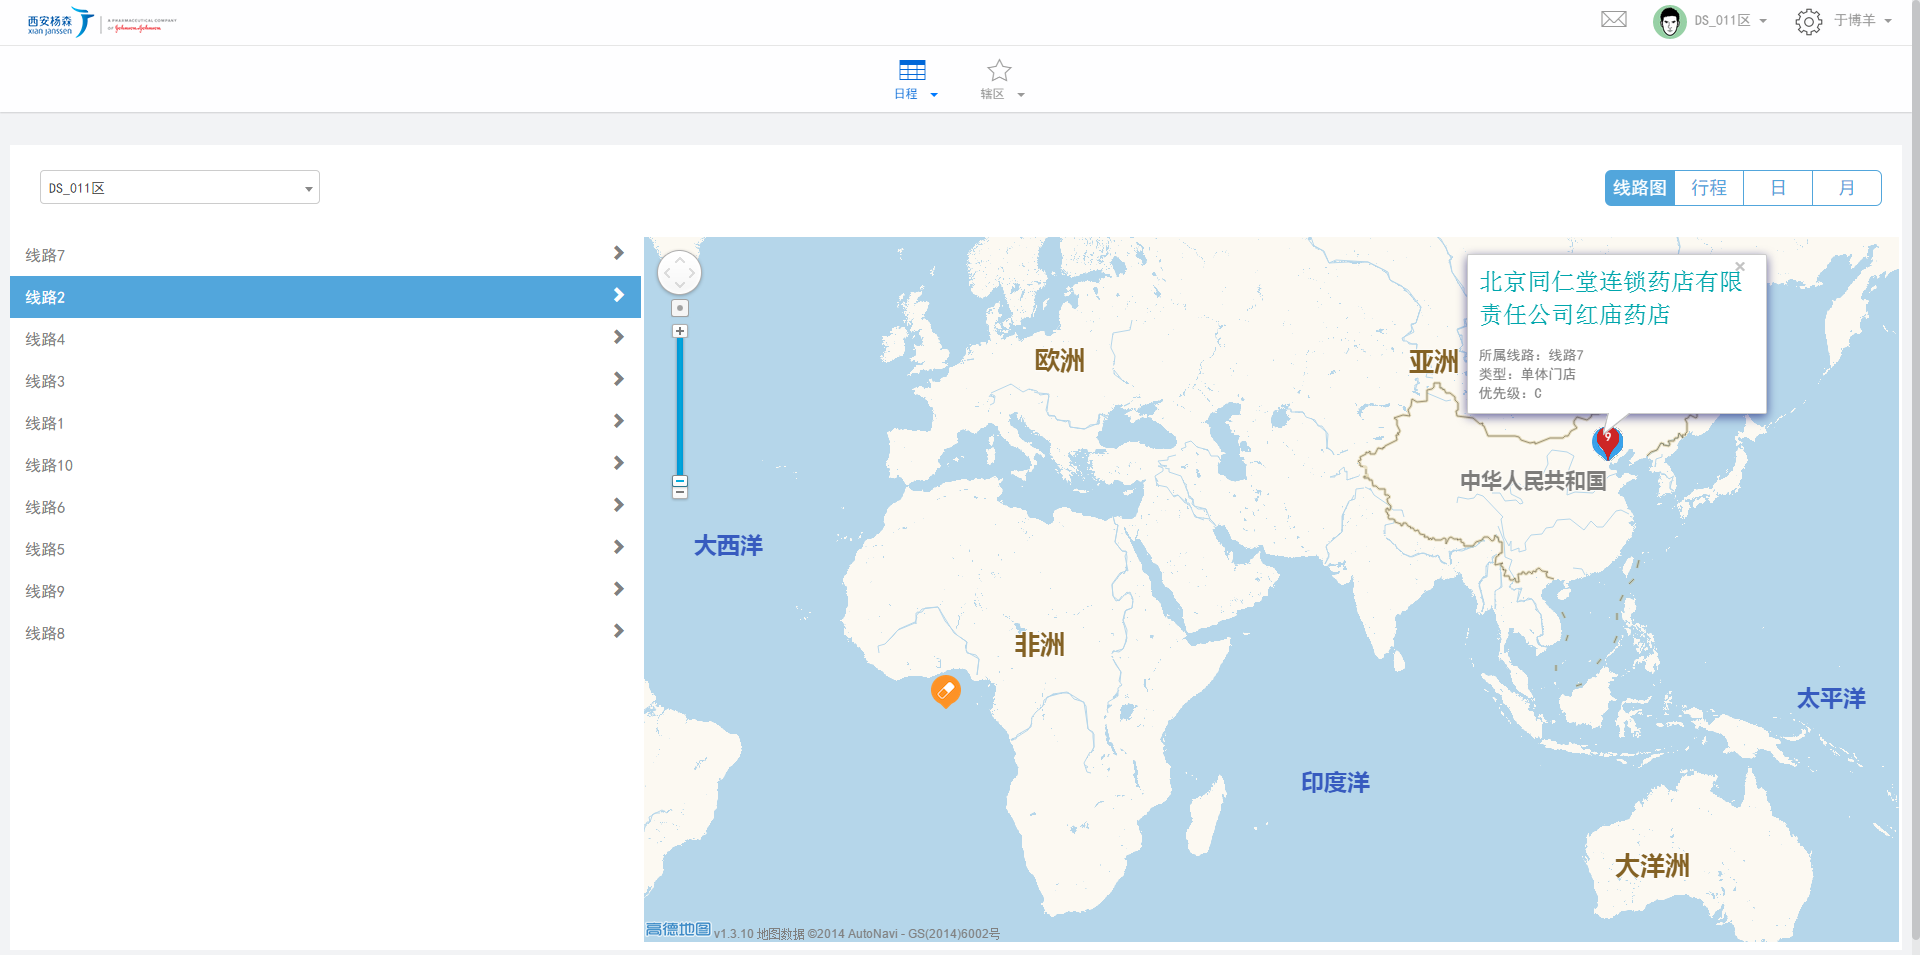 西安杨森
xian janssen
A PHARMACEUTICAL COMPANY
OF Johnson & Johnson
DS_011区
于博羊
日程
辖区
DS_011区
线路图
行程
日
月
线路7
线路2
线路4
线路3
线路1
线路10
线路6
线路5
线路9
线路8
北京同仁堂连锁药店有限
责任公司红庙药店
所属线路：线路7
类型：单体门店
优先级：C
欧洲
亚洲
9
中华人民共和国
大西洋
非洲
太平洋
印度洋
大洋洲
高德地图 v1.3.10 地图数据 ©2014 AutoNavi - GS(2014)6002号